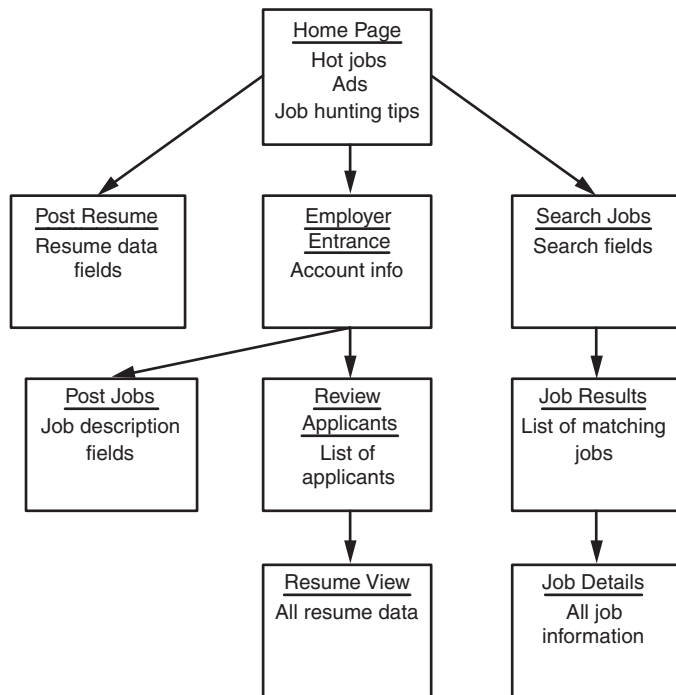 Home Page
Hot jobs
Ads
Job hunting tips
Post Resume
Resume data
fields
Employer
Entrance
Account info
Search Jobs
Search fields
Post Jobs
Job description
fields
Review
Applicants
List of
applicants
Job Results
List of matching
jobs
Resume View
All resume data
Job Details
All job
information